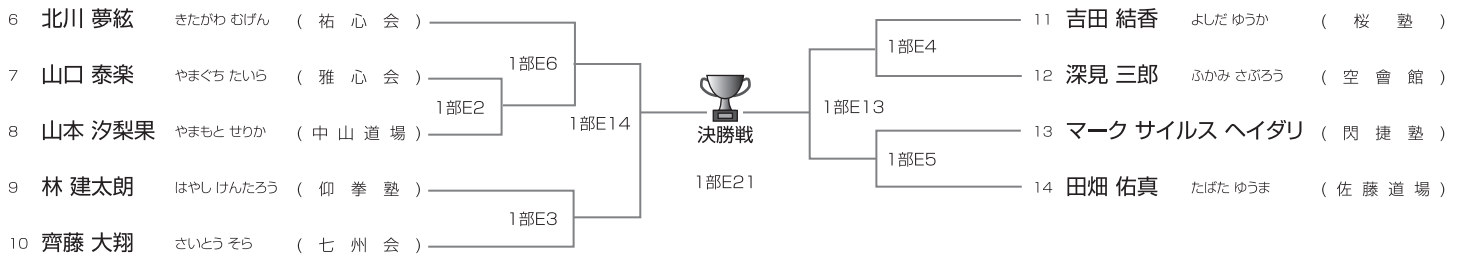 6 北川 夢絃 きたがわ むげん ( 祐心会 )
7 山口 泰楽 やまぐち たいら ( 雅心会 )
8 山本 汐梨果 やまもと せりか ( 中山道場 )
9 林 建太朗 はやし けんたろう ( 仰拳塾 )
10 齊藤 大翔 さいとう そら ( 七州会 )
1部E6
1部E2
1部E14
1部E3
決勝戦
1部E21
1部E4
1部E13
1部E5
11 吉田 結香 よしだ ゆうか ( 桜塾 )
12 深見 三郎 ふかみ さぶろう ( 空會館 )
13 マーク サイルス ヘイダリ ( 閃捷塾 )
14 田畑 佑真 たばた ゆうま ( 佐藤道場 )